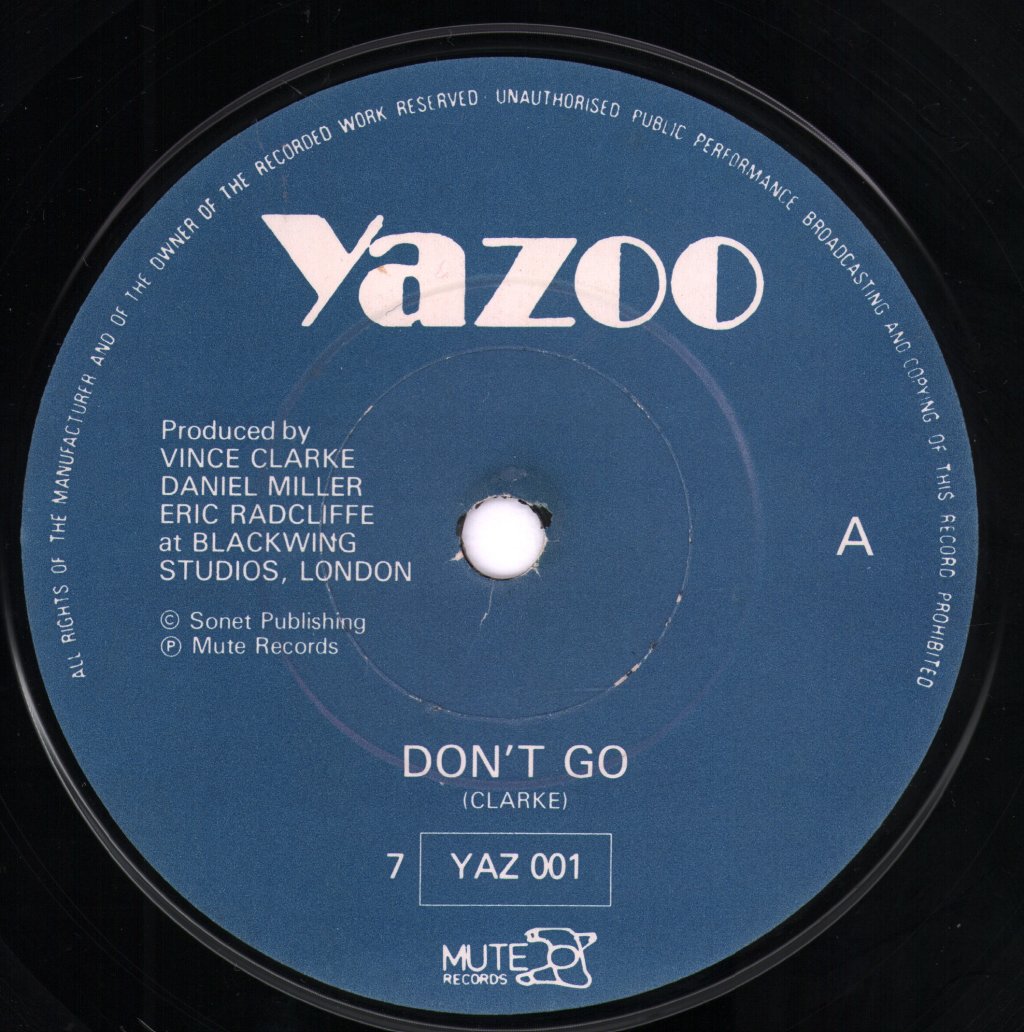 ALL RIGHTS OF THE MANUFACTURER AND OF THE OWNER OF THE RECORDED WORK RESERVED · UNAUTHORISED PUBLIC PERFORMANCE BROADCASTING AND COPYING OF THIS RECORD PROHIBITED
Yazoo
Produced by
VINCE CLARKE
DANIEL MILLER
ERIC RADCLIFFE
at BLACKWING
STUDIOS, LONDON
A
© Sonet Publishing
℗ Mute Records
DON'T GO
(CLARKE)
7 YAZ 001
MUTE
RECORDS